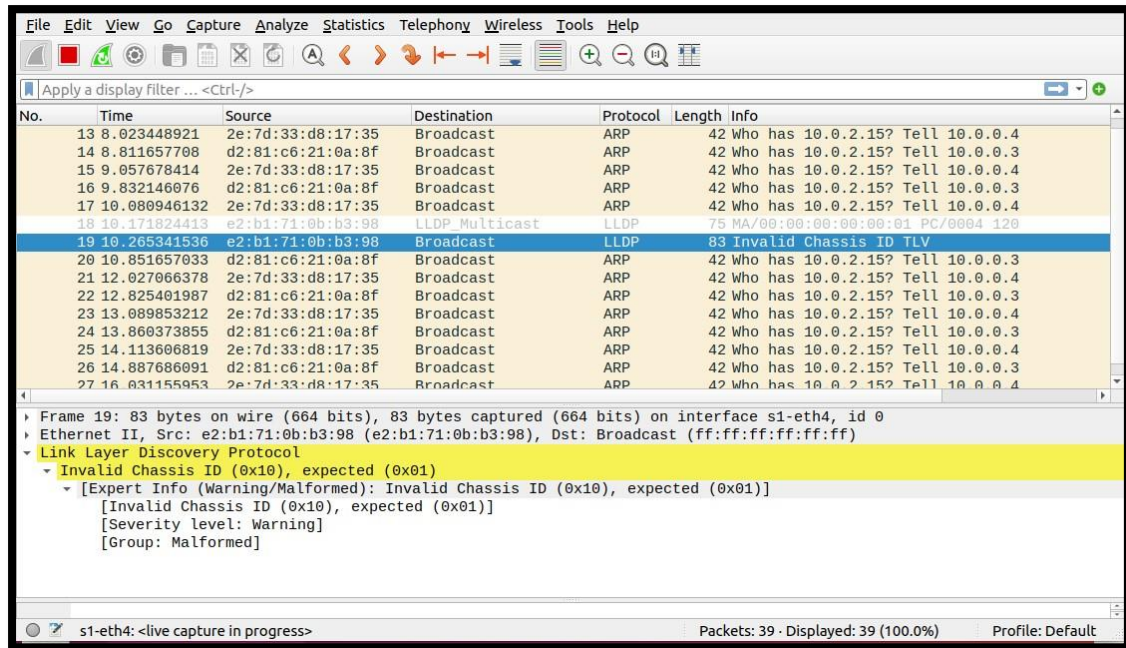 File Edit View Go Capture Analyze Statistics Telephony Wireless Tools Help
Apply a display filter … <Ctrl-/>
No. Time Source Destination Protocol Length Info
13 8.023448921 2e:7d:33:d8:17:35 Broadcast ARP 42 Who has 10.0.2.15? Tell 10.0.0.4
14 8.811657708 d2:81:c6:21:0a:8f Broadcast ARP 42 Who has 10.0.2.15? Tell 10.0.0.3
15 9.057678414 2e:7d:33:d8:17:35 Broadcast ARP 42 Who has 10.0.2.15? Tell 10.0.0.4
16 9.832146076 d2:81:c6:21:0a:8f Broadcast ARP 42 Who has 10.0.2.15? Tell 10.0.0.3
17 10.080946132 2e:7d:33:d8:17:35 Broadcast ARP 42 Who has 10.0.2.15? Tell 10.0.0.4
18 10.171824413 e2:b1:71:0b:b3:98 LLDP_Multicast LLDP 75 MA/00:00:00:00:00:01 PC/0004 120
19 10.265341536 e2:b1:71:0b:b3:98 LLDP 83 Invalid Chassis ID TLV
20 10.851657033 d2:81:c6:21:0a:8f Broadcast ARP 42 Who has 10.0.2.15? Tell 10.0.0.3
21 12.027066378 2e:7d:33:d8:17:35 Broadcast ARP 42 Who has 10.0.2.15? Tell 10.0.0.4
22 12.825401987 d2:81:c6:21:0a:8f Broadcast ARP 42 Who has 10.0.2.15? Tell 10.0.0.3
23 13.089853212 2e:7d:33:d8:17:35 Broadcast ARP 42 Who has 10.0.2.15? Tell 10.0.0.4
24 13.860373855 d2:81:c6:21:0a:8f Broadcast ARP 42 Who has 10.0.2.15? Tell 10.0.0.3
25 14.113606819 2e:7d:33:d8:17:35 Broadcast ARP 42 Who has 10.0.2.15? Tell 10.0.0.4
26 14.887686091 d2:81:c6:21:0a:8f Broadcast ARP 42 Who has 10.0.2.15? Tell 10.0.0.3
27 16.031155953 2e:7d:33:d8:17:35 Broadcast ARP 42 Who has 10.0.2.15? Tell 10.0.0.4
Frame 19: 83 bytes on wire (664 bits), 83 bytes captured (664 bits) on interface s1-eth4, id 0
Ethernet II, Src: e2:b1:71:0b:b3:98 (e2:b1:71:0b:b3:98), Dst: Broadcast (ff:ff:ff:ff:ff:ff)
Link Layer Discovery Protocol
Invalid Chassis ID (0x10), expected (0x01)
[Expert Info (Warning/Malformed): Invalid Chassis ID (0x10), expected (0x01)]
[Invalid Chassis ID (0x10), expected (0x01)]
[Severity level: Warning]
[Group: Malformed]
s1-eth4: <live capture in progress> Packets: 39 · Displayed: 39 (100.0%) Profile: Default